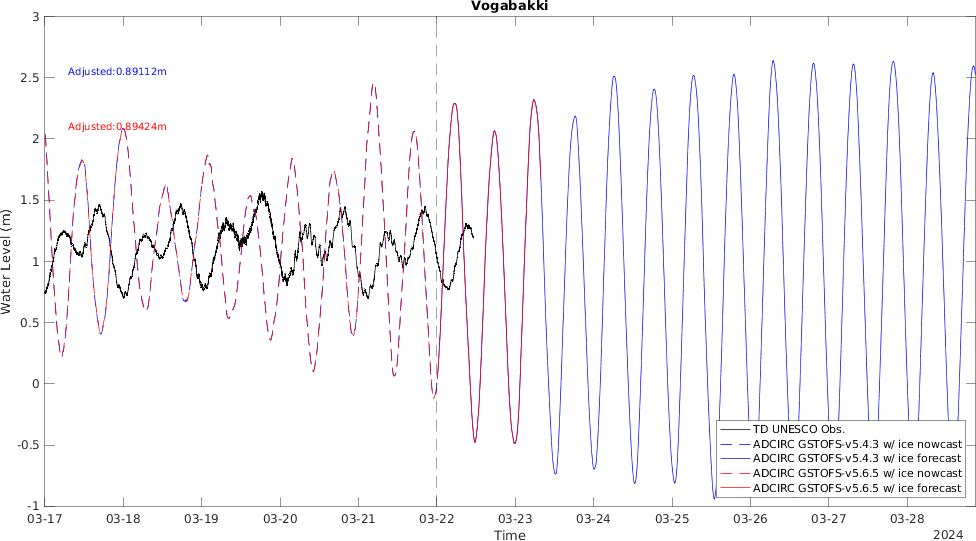 Vogabakki
3
2.5
2
1.5
1
0.5
0
-0.5
-1
Water Level (m)
Adjusted:0.89112m
Adjusted:0.89424m
TD UNESCO Obs.
ADCIRC GSTOFS-v5.4.3 w/ ice nowcast
ADCIRC GSTOFS-v5.4.3 w/ ice forecast
ADCIRC GSTOFS-v5.6.5 w/ ice nowcast
ADCIRC GSTOFS-v5.6.5 w/ ice forecast
03-17 03-18 03-19 03-20 03-21 03-22 03-23 03-24 03-25 03-26 03-27 03-28
Time
2024